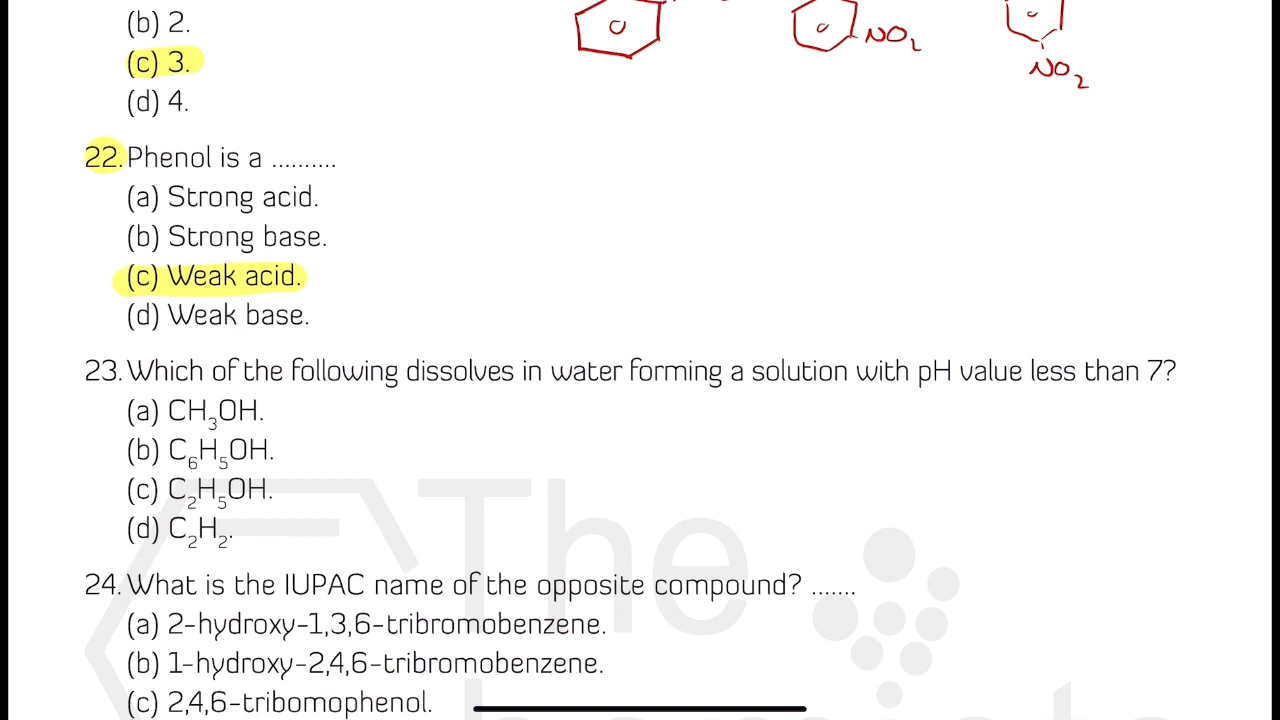 (b) 2.
(c) 3.
(d) 4.
NO2
NO2
22. Phenol is a ..........
(a) Strong acid.
(b) Strong base.
(c) Weak acid.
(d) Weak base.
23. Which of the following dissolves in water forming a solution with pH value less than 7?
(a) CH3OH.
(b) C6H5OH.
(c) C2H5OH.
(d) C2H2.
24. What is the IUPAC name of the opposite compound? .......
(a) 2-hydroxy-1,3,6-tribromobenzene.
(b) 1-hydroxy-2,4,6-tribromobenzene.
(c) 2,4,6-tribomophenol.
The